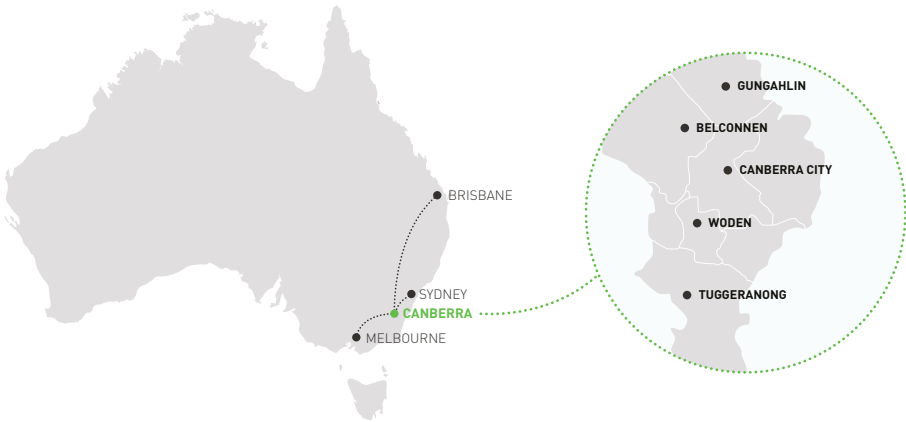 BRISBANE
SYDNEY
CANBERRA
MELBOURNE
GUNGAHLIN
BELCONNEN
CANBERRA CITY
WODEN
TUGGERANONG